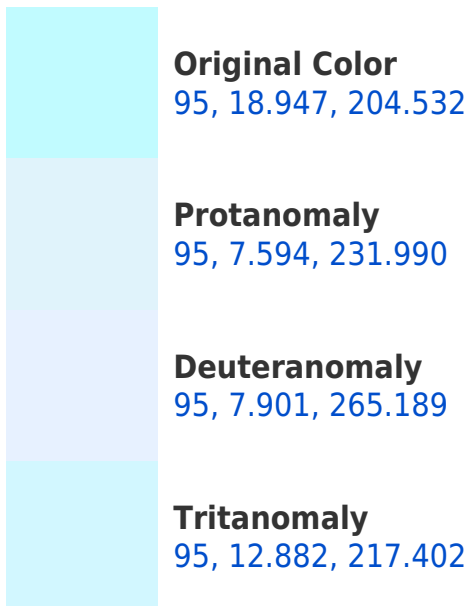 Original Color
95, 18.947, 204.532
Protanomaly
95, 7.594, 231.990
Deuteranomaly
95, 7.901, 265.189
Tritanomaly
95, 12.882, 217.402